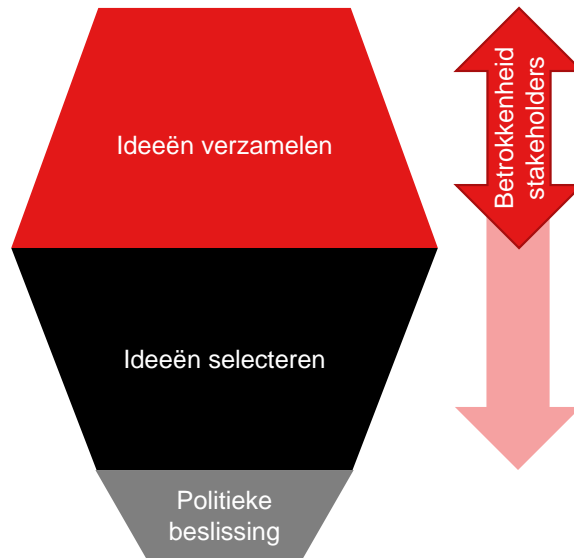 Ideeën verzamelen
Betrokkenheid
stakeholders
Ideeën selecteren
Politieke
beslissing